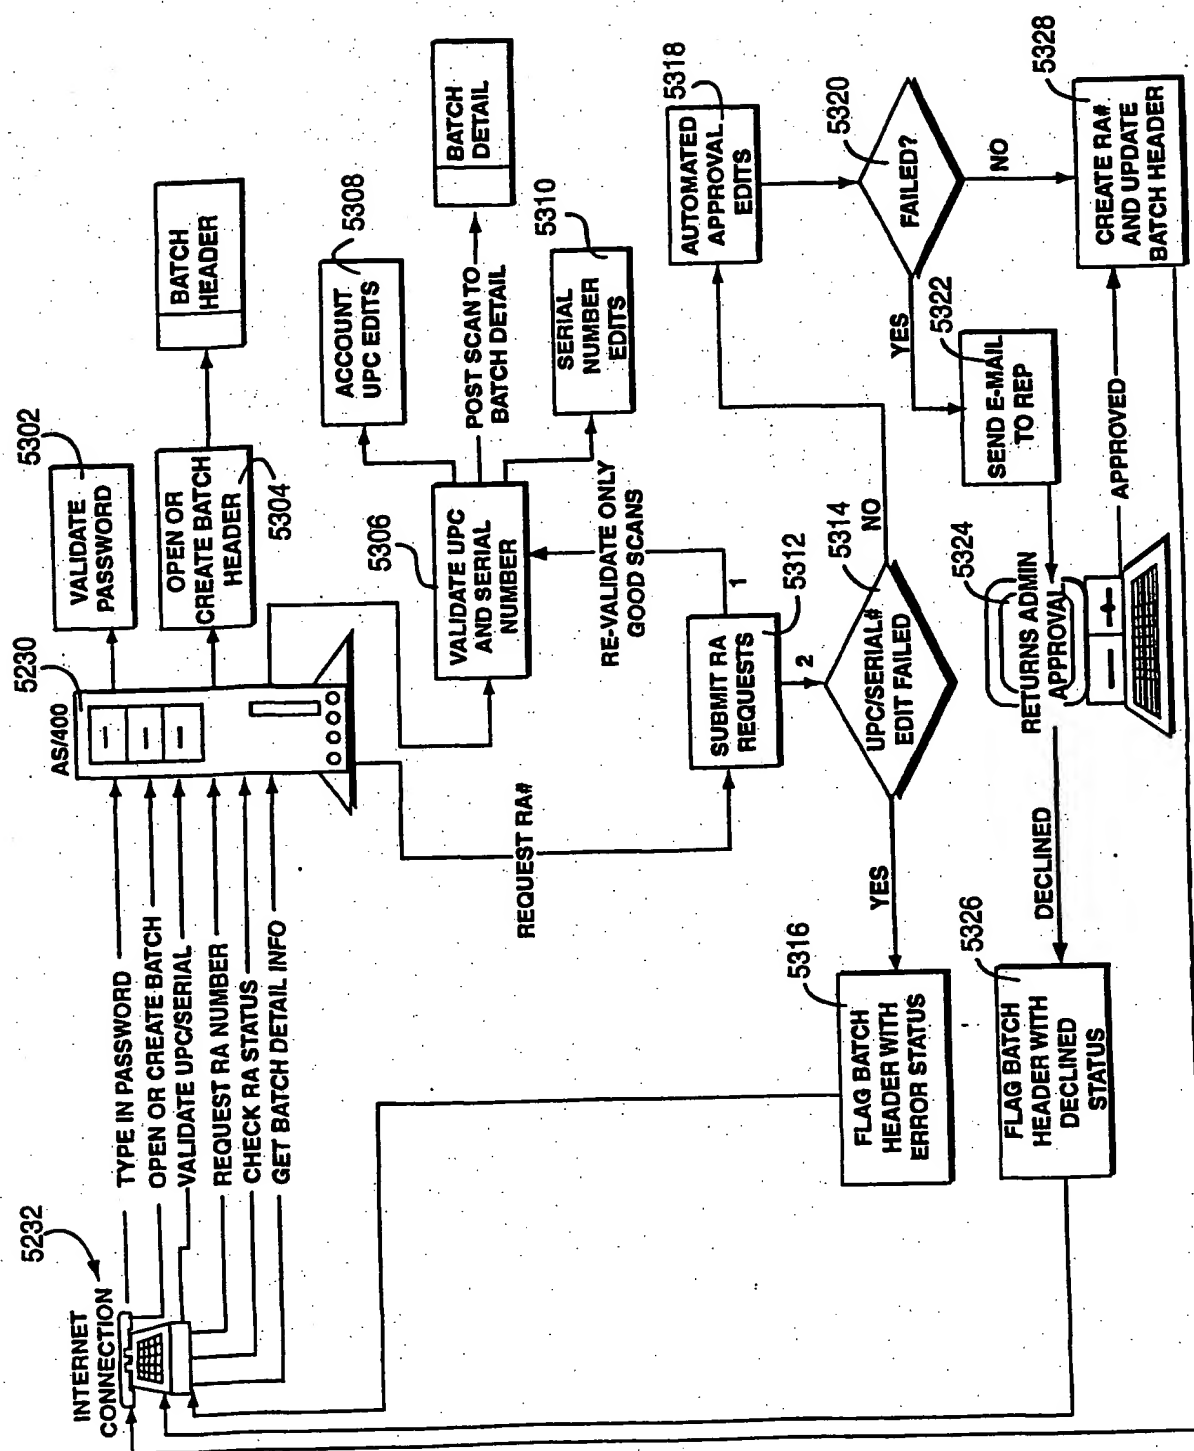 INTERNET
CONNECTION
5232
TYPE IN PASSWORD
OPEN OR CREATE BATCH
VALIDATE UPC/SERIAL
REQUEST RA NUMBER
CHECK RA STATUS
GET BATCH DETAIL INFO
AS/400
5230
VALIDATE
PASSWORD
5302
OPEN OR
CREATE BATCH
HEADER
5304
BATCH
HEADER
5306
VALIDATE UPC
AND SERIAL
NUMBER
ACCOUNT
UPC EDITS
5308
POST SCAN TO
BATCH DETAIL
BATCH
DETAIL
SERIAL
NUMBER
EDITS
5310
REQUEST RA#
RE-VALIDATE ONLY
GOOD SCANS
1
SUBMIT RA
REQUESTS
5312
2
UPC/SERIAL#
EDIT FAILED
5314
YES
NO
5316
FLAG BATCH
HEADER WITH
ERROR STATUS
AUTOMATED
APPROVAL
EDITS
5318
FAILED?
5320
YES
NO
SEND E-MAIL
TO REP
5322
RETURNS ADMIN
APPROVAL
5324
DECLINED
APPROVED
5326
FLAG BATCH
HEADER WITH
DECLINED
STATUS
CREATE RA#
AND UPDATE
BATCH HEADER
5328